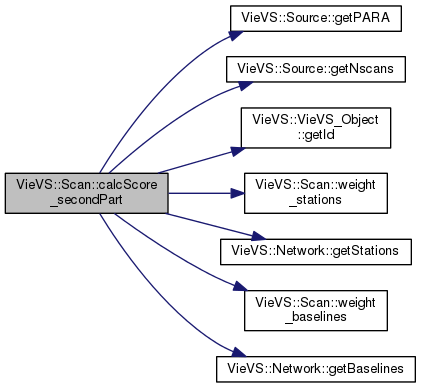 VieVS::Source::getPARA
VieVS::Source::getNscans
VieVS::VieVS_Object
::getId
VieVS::Scan::calcScore
_secondPart
VieVS::Scan::weight
_stations
VieVS::Network::getStations
VieVS::Scan::weight
_baselines
VieVS::Network::getBaselines